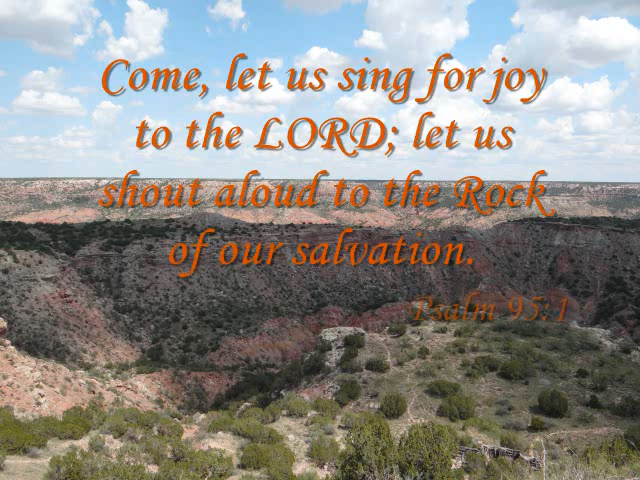 Come, let us sing for joy
to the LORD; let us
shout aloud to the Rock
of our salvation.
Psalm 95:1